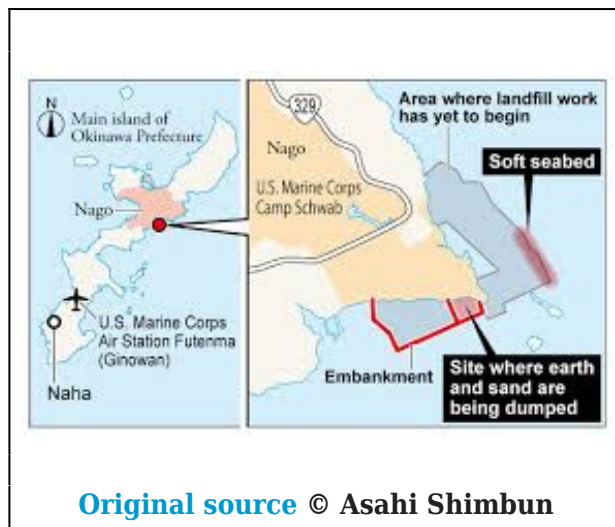 N
Main island of
Okinawa Prefecture
Nago
U.S. Marine Corps
Air Station Futenma
(Ginowan)
Naha
329
Nago
U.S. Marine Corps
Camp Schwab
Area where landfill work
has yet to begin
Soft seabed
Embankment
Site where earth
and sand are
being dumped
Original source © Asahi Shimbun